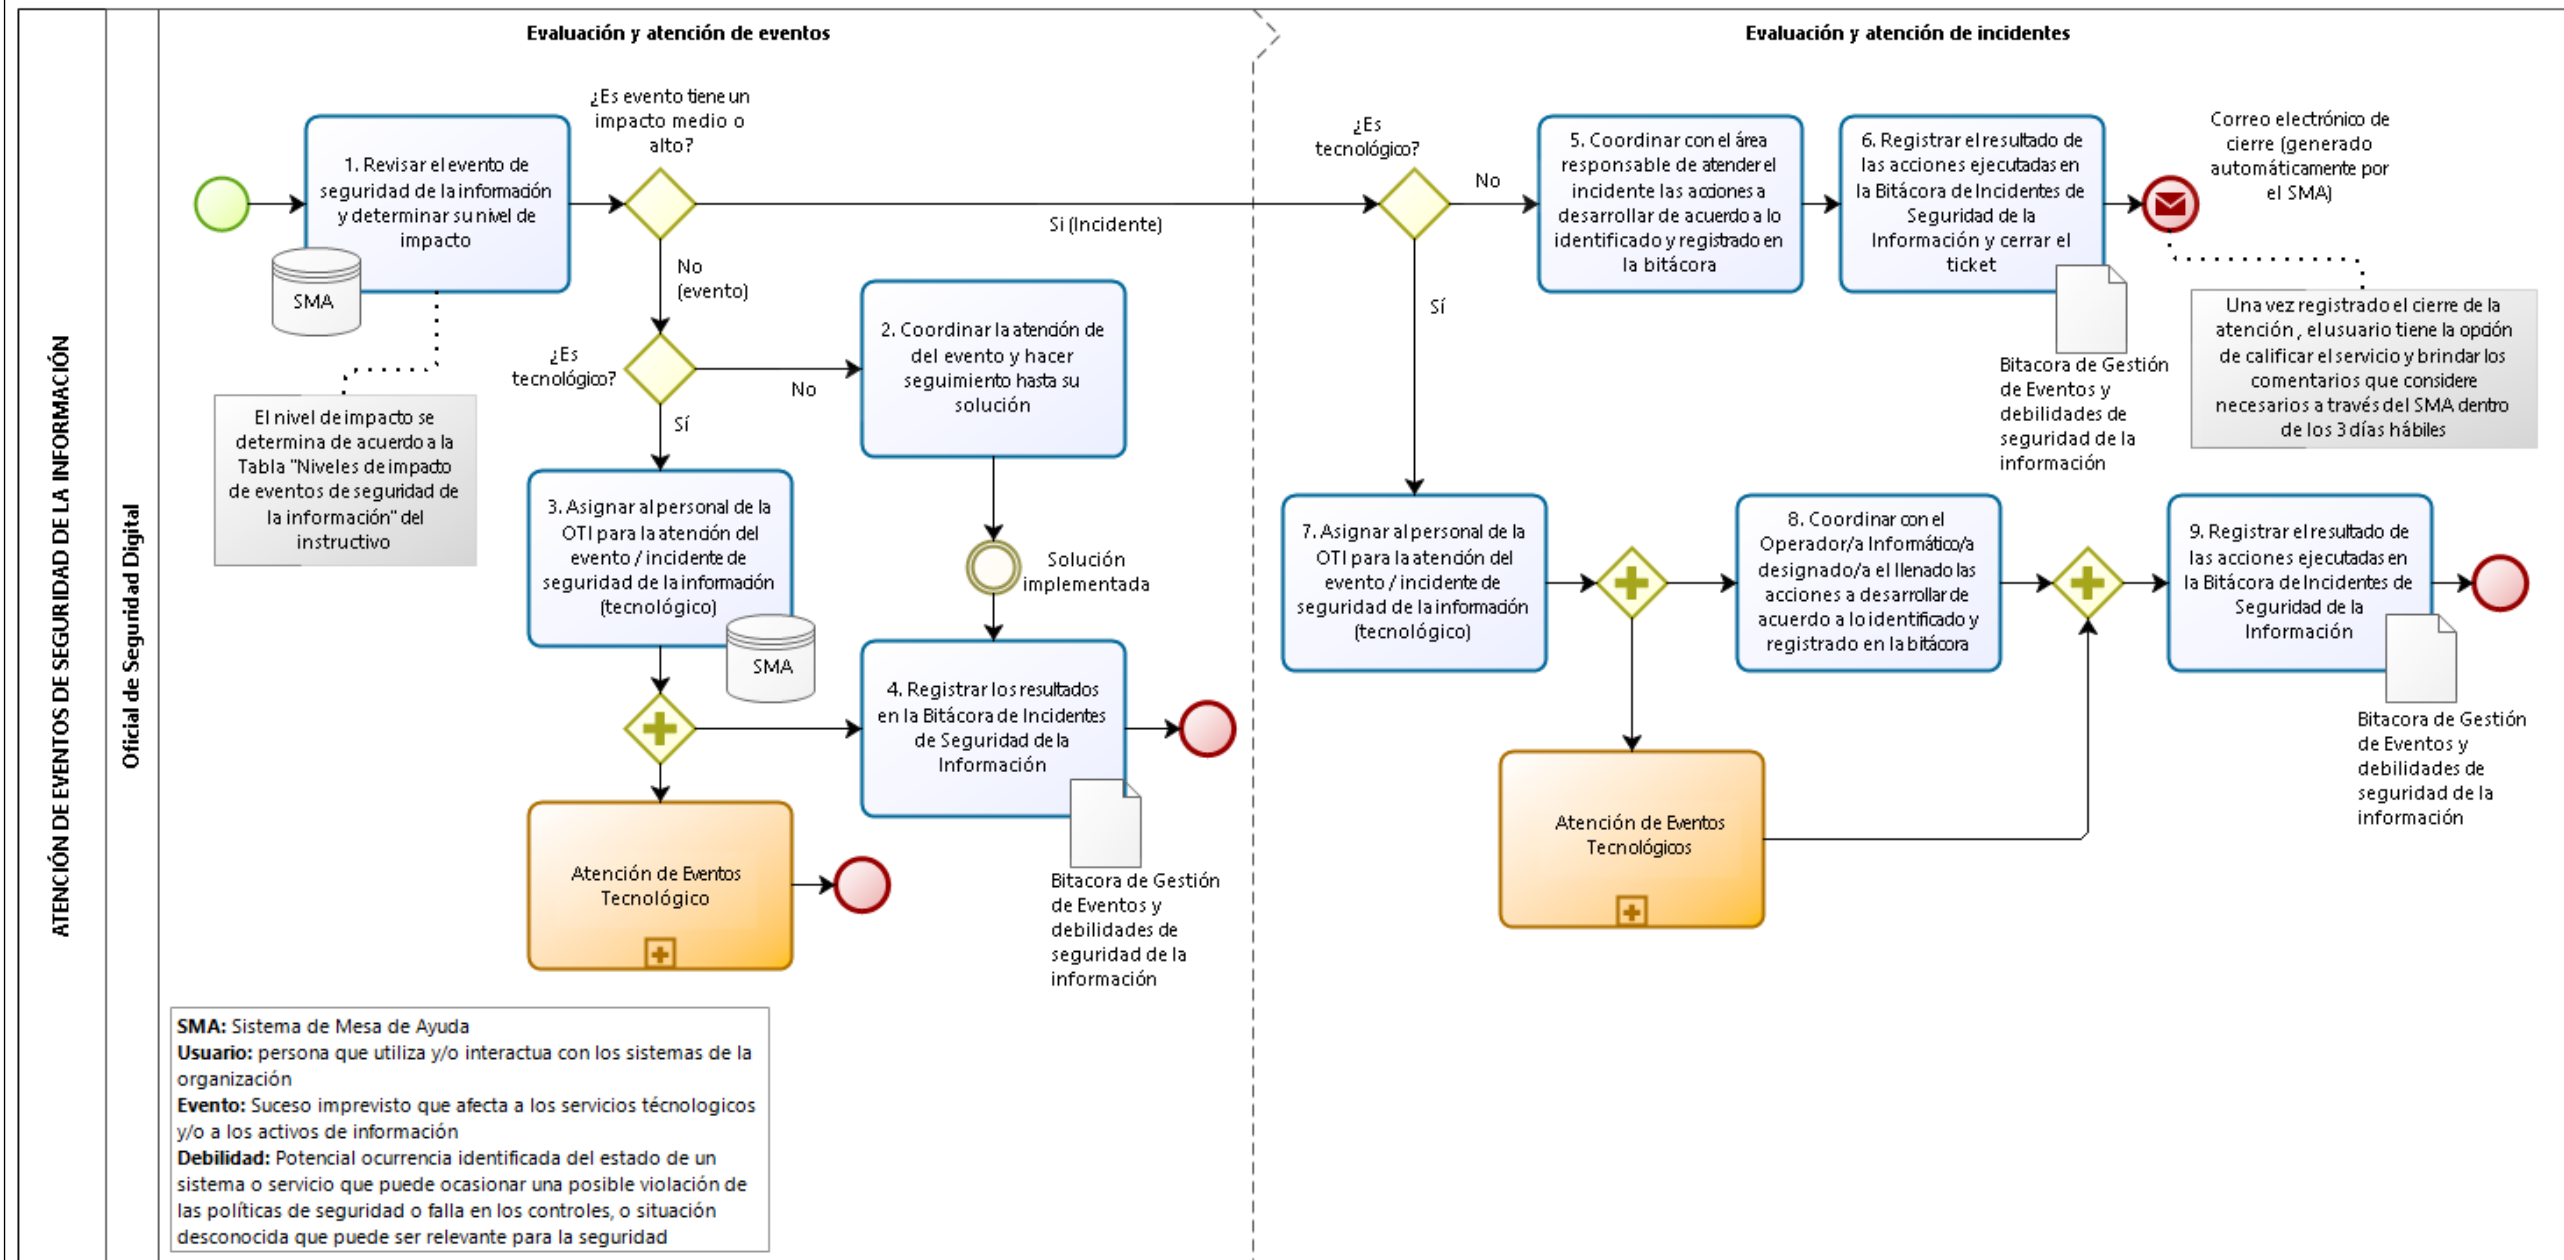 ATENCIÓN DE EVENTOS DE SEGURIDAD DE LA INFORMACIÓN
Oficial de Seguridad Digital
Evaluación y atención de eventos
1. Revisar el evento de
seguridad de la información
y determinar su nivel de
impacto
SMA
El nivel de impacto se
determina de acuerdo a la
Tabla "Niveles de impacto
de eventos de seguridad de
la información" del
instructivo
¿Es evento tiene un
impacto medio o
alto?
Si (Incidente)
No
(evento)
¿Es
tecnológico?
No
Sí
2. Coordinar la atención de
del evento y hacer
seguimiento hasta su
solución
Solución
implementada
3. Asignar al personal de la
OTI para la atención del
evento / incidente de
seguridad de la información
(tecnológico)
SMA
4. Registrar los resultados
en la Bitácora de Incidentes
de Seguridad de la
Información
Bitacora de Gestión
de Eventos y
debilidades de
seguridad de la
información
Atención de Eventos
Tecnológico
SMA: Sistema de Mesa de Ayuda
Usuario: persona que utiliza y/o interactua con los sistemas de la
organización
Evento: Suceso imprevisto que afecta a los servicios técnologicos
y/o a los activos de información
Debilidad: Potencial ocurrencia identificada del estado de un
sistema o servicio que puede ocasionar una posible violación de
las políticas de seguridad o falla en los controles, o situación
desconocida que puede ser relevante para la seguridad
Evaluación y atención de incidentes
¿Es
tecnológico?
No
Sí
5. Coordinar con el área
responsable de atender el
incidente las acciones a
desarrollar de acuerdo a lo
identificado y registrado en
la bitácora
6. Registrar el resultado de
las acciones ejecutadas en
la Bitácora de Incidentes de
Seguridad de la
Información y cerrar el
ticket
Bitacora de Gestión
de Eventos y
debilidades de
seguridad de la
información
Correo electrónico de
cierre (generado
automáticamente por
el SMA)
Una vez registrado el cierre de la
atención , el usuario tiene la opción
de calificar el servicio y brindar los
comentarios que considere
necesarios a través del SMA dentro
de los 3 días hábiles
7. Asignar al personal de la
OTI para la atención del
evento / incidente de
seguridad de la información
(tecnológico)
8. Coordinar con el
Operador/a Informático/a
designado/a el llenado las
acciones a desarrollar de
acuerdo a lo identificado y
registrado en la bitácora
9. Registrar el resultado de
las acciones ejecutadas en
la Bitácora de Incidentes de
Seguridad de la
Información
Bitacora de Gestión
de Eventos y
debilidades de
seguridad de la
información
Atención de Eventos
Tecnológicos